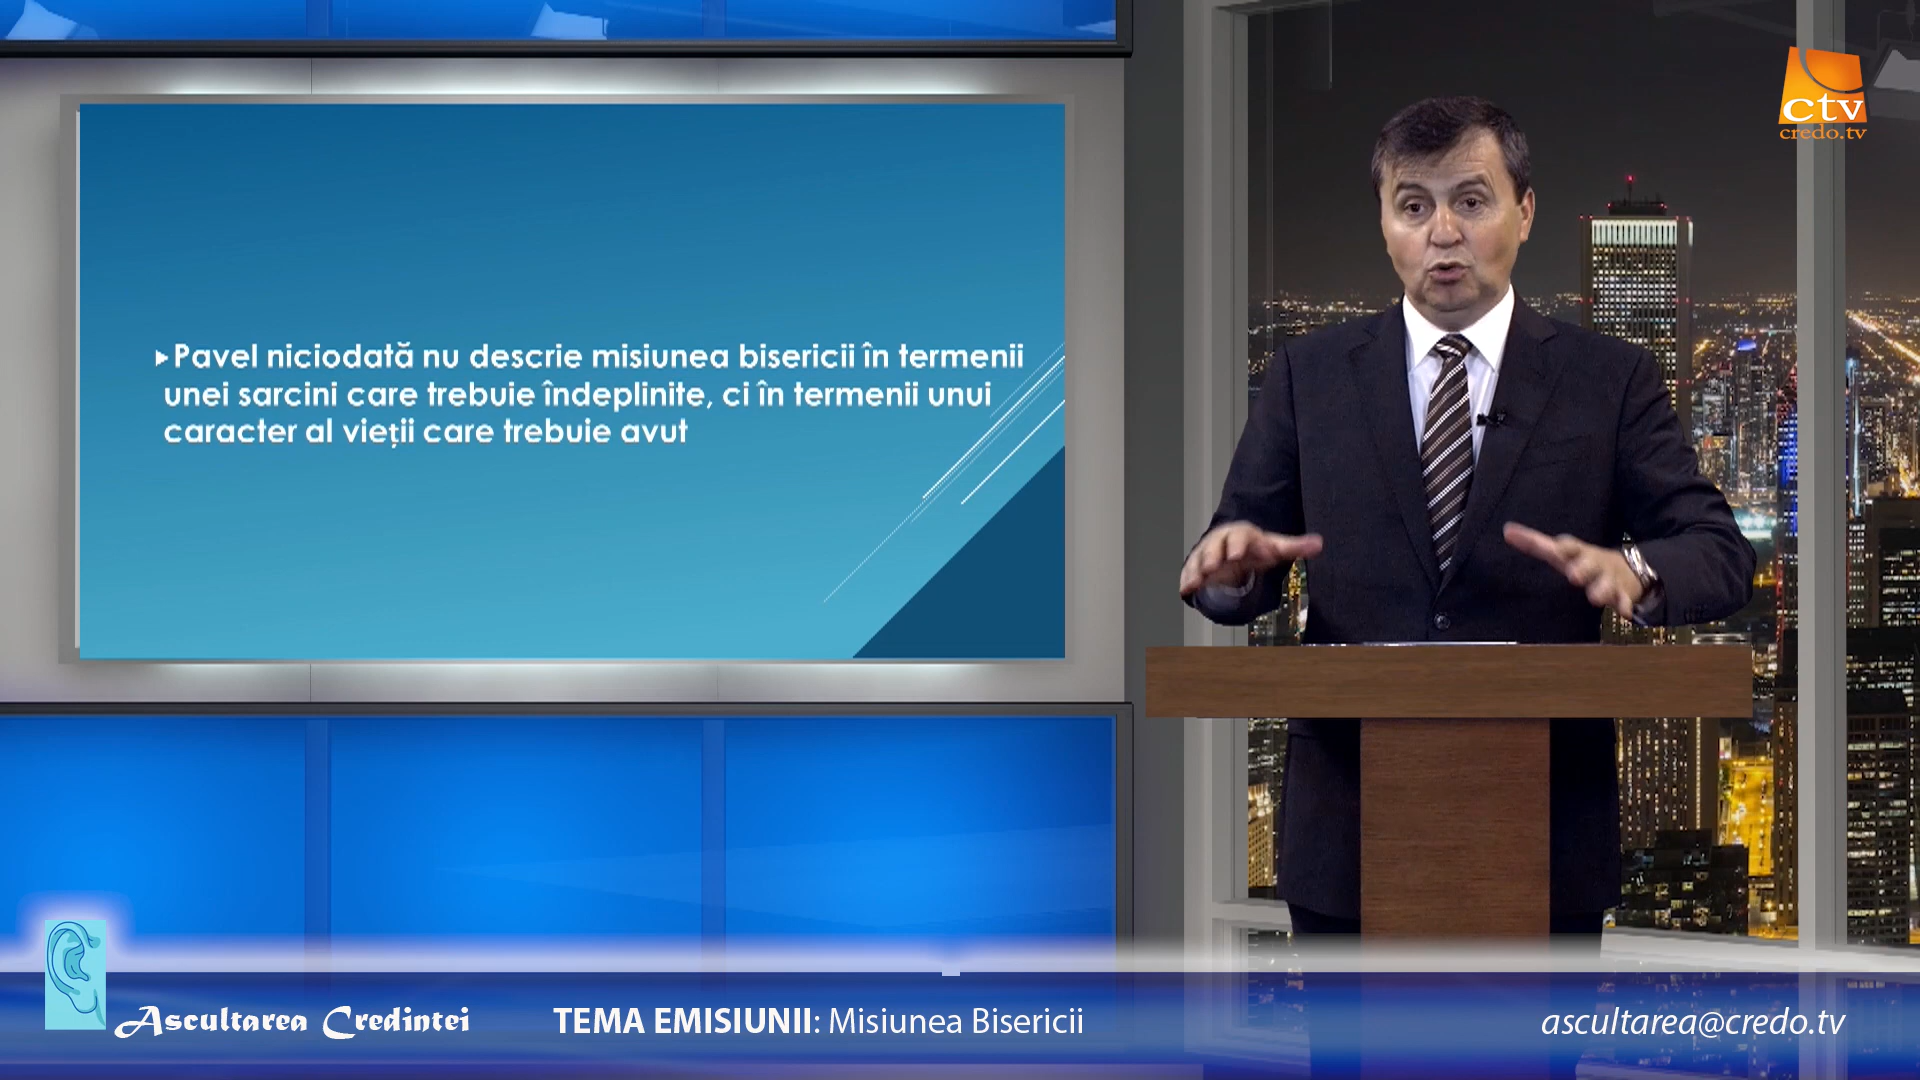 ctv
credo.tv
▸Pavel niciodată nu descrie misiunea bisericii în termenii
unei sarcini care trebuie îndeplinite, ci în termenii unui
caracter al vieții care trebuie avut
Ascultarea Credintei
TEMA EMISIUNII: Misiunea Bisericii
ascultarea@credo.tv